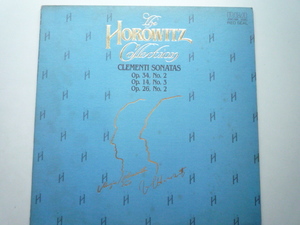 The
HOROWITZ
Collection
CLEMENTI SONATAS
Op. 34, No. 2
Op. 14, No. 3
Op. 26, No. 2